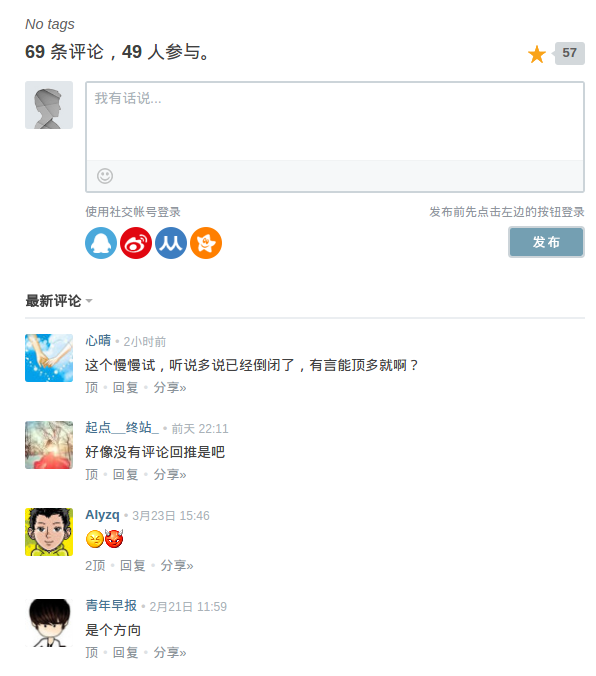 No tags
69 条评论，49 人参与。
57
我有话说...
使用社交帐号登录
发布前先点击左边的按钮登录
发布
最新评论
心晴 • 2小时前
这个慢慢试，听说多说已经倒闭了，有言能顶多就啊？
顶 • 回复 • 分享»
起点__终站_ • 前天 22:11
好像没有评论回推是吧
顶 • 回复 • 分享»
Alyzq • 3月23日 15:46
2顶 • 回复 • 分享»
青年早报 • 2月21日 11:59
是个方向
顶 • 回复 • 分享»